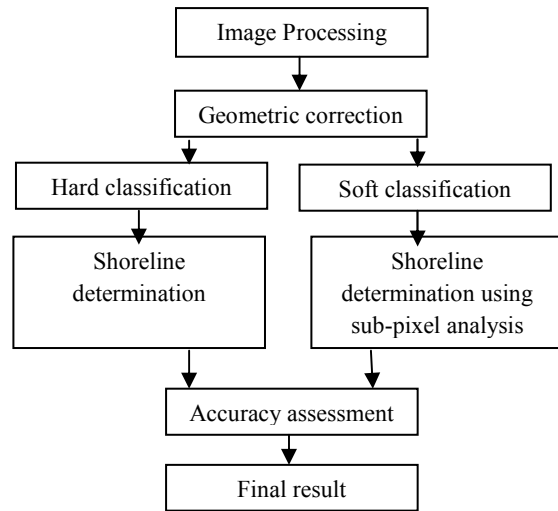 Image Processing
Geometric correction
Hard classification
Soft classification
Shoreline
determination
Shoreline
determination using
sub-pixel analysis
Accuracy assessment
Final result